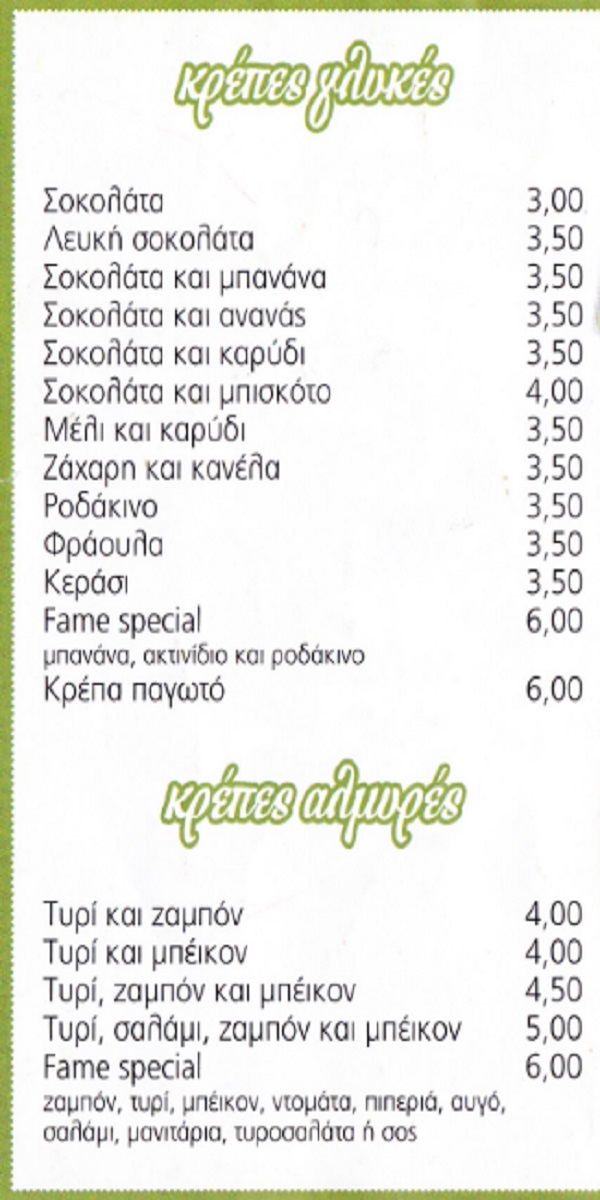 κρέπες γλυκές
Σοκολάτα 3,00
Λευκή σοκολάτα 3,50
Σοκολάτα και μπανάνα 3,50
Σοκολάτα και ανανάς 3,50
Σοκολάτα και καρύδι 3,50
Σοκολάτα και μπισκότο 4,00
Μέλι και καρύδι 3,50
Ζάχαρη και κανέλα 3,50
Ροδάκινο 3,50
Φράουλα 3,50
Κεράσι 3,50
Fame special 6,00
μπανάνα, ακτινίδιο και ροδάκινο
Κρέπα παγωτό 6,00
κρέπες αλμυρές
Τυρί και ζαμπόν 4,00
Τυρί και μπέικον 4,00
Τυρί, ζαμπόν και μπέικον 4,50
Τυρί, σαλάμι, ζαμπόν και μπέικον 5,00
Fame special 6,00
ζαμπόν, τυρί, μπέικον, ντομάτα, πιπεριά, αυγό,
σαλάμι, μανιτάρια, τυροσαλάτα ή σος